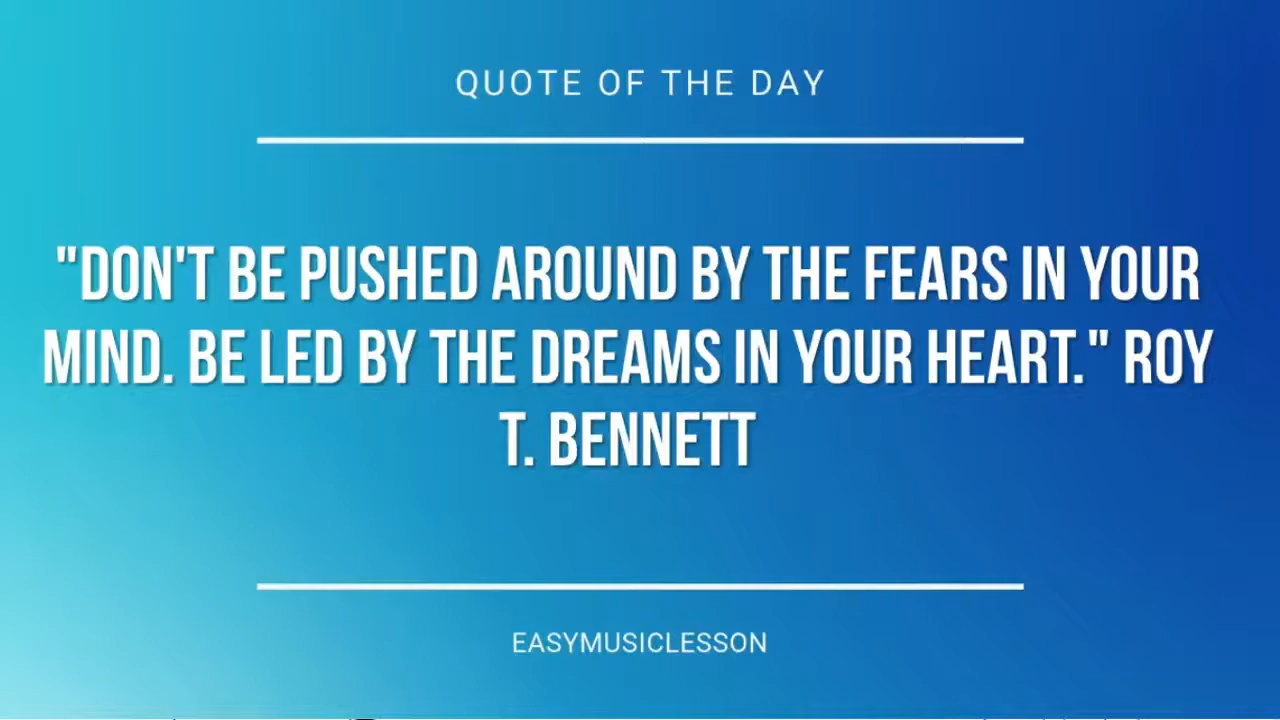 QUOTE OF THE DAY
"DON'T BE PUSHED AROUND BY THE FEARS IN YOUR
MIND. BE LED BY THE DREAMS IN YOUR HEART." ROY
T. BENNETT
EASYMUSICLESSON